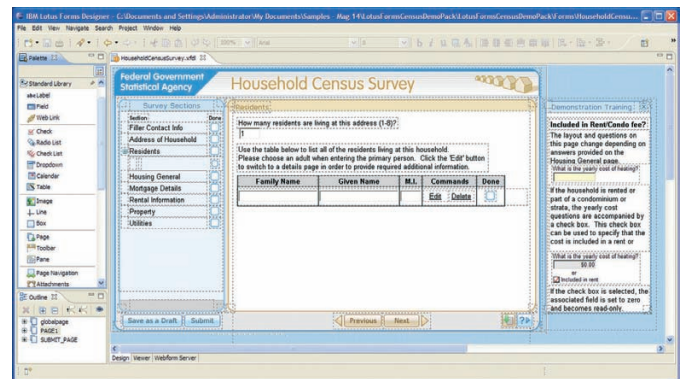 IBM Lotus Forms Designer - C:\Documents and Settings\Administrator\My Documents\Samples - Mag 14\LotusFormsCensusDemoPack\LotusFormsCensusDemoPack\Forms\HouseholdCensu...
File Edit View Navigate Search Project Window Help
Palette
HouseholdCensusSurvey.xfdl
Standard Library
Label
Field
Web Link
Check
Radio List
Check List
Dropdown
Calendar
Table
Image
Line
Box
Page
Toolbar
Pane
Page Navigation
Attachments
Outline
globalpage
PAGE1
SUBMIT_PAGE
Federal Government
Statistical Agency
Household Census Survey
Survey Sections
Section Done
Filler Contact Info
Address of Household
Residents
Housing General
Mortgage Details
Rental Information
Property
Utilities
Save as a Draft Submit
Residents
How many residents are living at this address (1-8)?
1
Use the table below to list all of the residents living at this household.
Please choose an adult when entering the primary person. Click the 'Edit' button
to switch to a details page in order to provide required additional information.
Family Name Given Name M.I. Commands Done
Edit Delete
Previous Next
Demonstration Training:
Included in Rent/Condo fee?
The layout and questions on
this page change depending on
answers provided on the
Housing General page.
What is the yearly cost of heating?
If the household is rented or
part of a condominium or
strata, the yearly cost
questions are accompanied by
a check box. This check box
can be used to specify that the
cost is included in a rent or
What is the yearly cost of heating?
$0.00
or
Included in rent
If the check box is selected, the
associated field is set to zero
and becomes read-only.
Design Viewer Webform Server